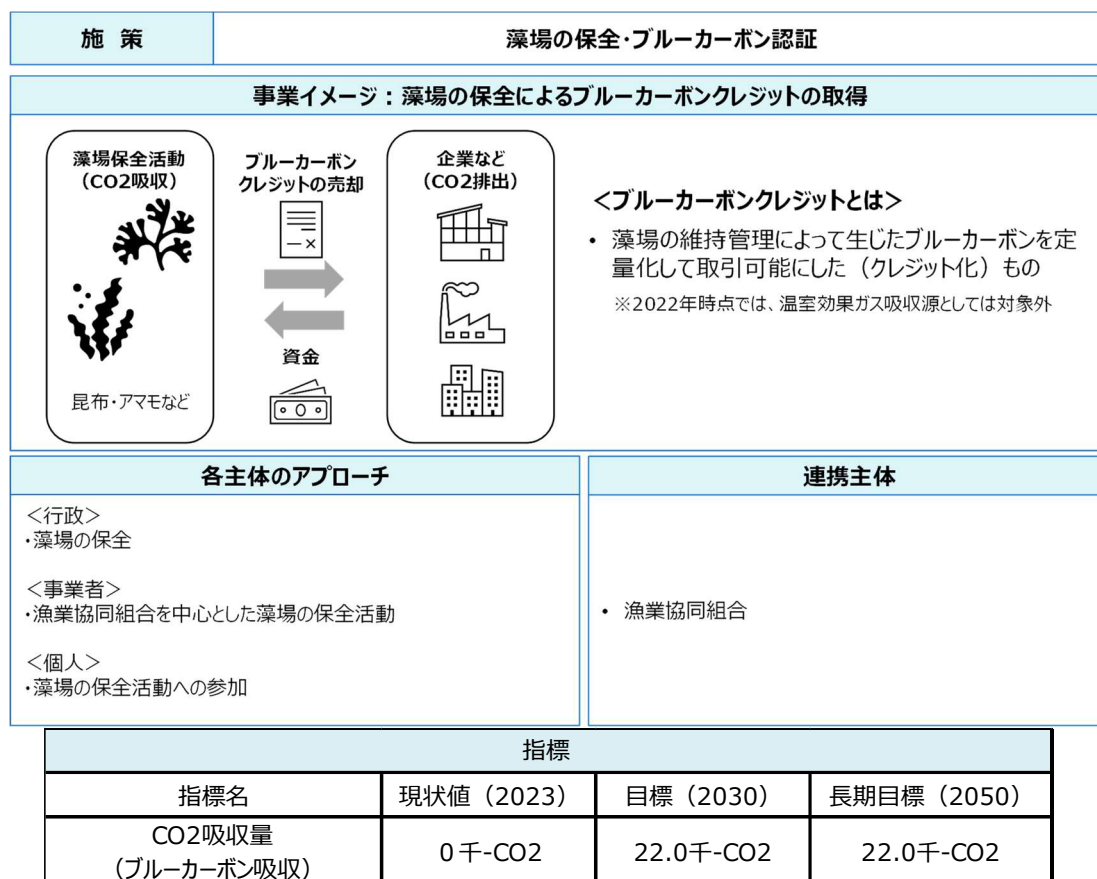 施 策
藻場の保全・ブルーカーボン認証
事業イメージ：藻場の保全によるブルーカーボンクレジットの取得
藻場保全活動
（CO2吸収）
昆布・アマモなど
ブルーカーボン
クレジットの売却
資金
企業など
（CO2排出）
＜ブルーカーボンクレジットとは＞
• 藻場の維持管理によって生じたブルーカーボンを定
量化して取引可能にした（クレジット化）もの
※2022年時点では、温室効果ガス吸収源としては対象外
各主体のアプローチ
＜行政＞
・藻場の保全
＜事業者＞
・漁業協同組合を中心とした藻場の保全活動
＜個人＞
・藻場の保全活動への参加
連携主体
• 漁業協同組合
指標
指標名 現状値（2023） 目標（2030） 長期目標（2050）
CO2吸収量
（ブルーカーボン吸収）
0千-CO2 22.0千-CO2 22.0千-CO2